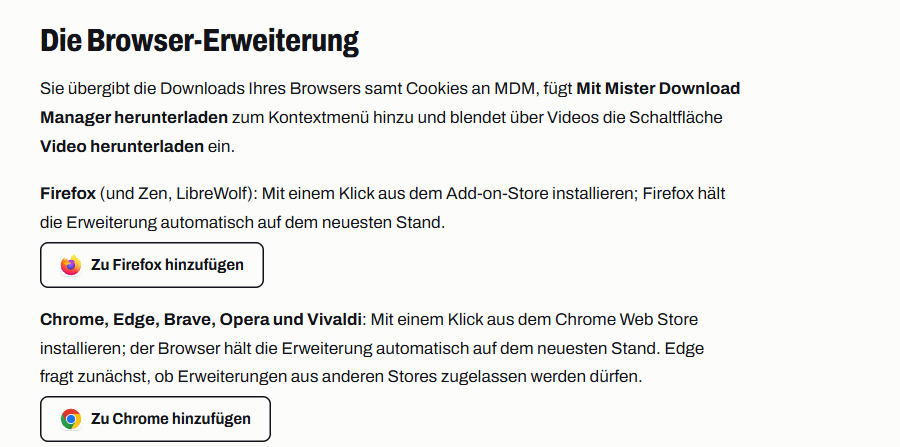 Die Browser-Erweiterung
Sie übergibt die Downloads Ihres Browsers samt Cookies an MDM, fügt Mit Mister Download
Manager herunterladen zum Kontextmenü hinzu und blendet über Videos die Schaltfläche
Video herunterladen ein.
Firefox (und Zen, LibreWolf): Mit einem Klick aus dem Add-on-Store installieren; Firefox hält
die Erweiterung automatisch auf dem neuesten Stand.
Zu Firefox hinzufügen
Chrome, Edge, Brave, Opera und Vivaldi: Mit einem Klick aus dem Chrome Web Store
installieren; der Browser hält die Erweiterung automatisch auf dem neuesten Stand. Edge
fragt zunächst, ob Erweiterungen aus anderen Stores zugelassen werden dürfen.
Zu Chrome hinzufügen